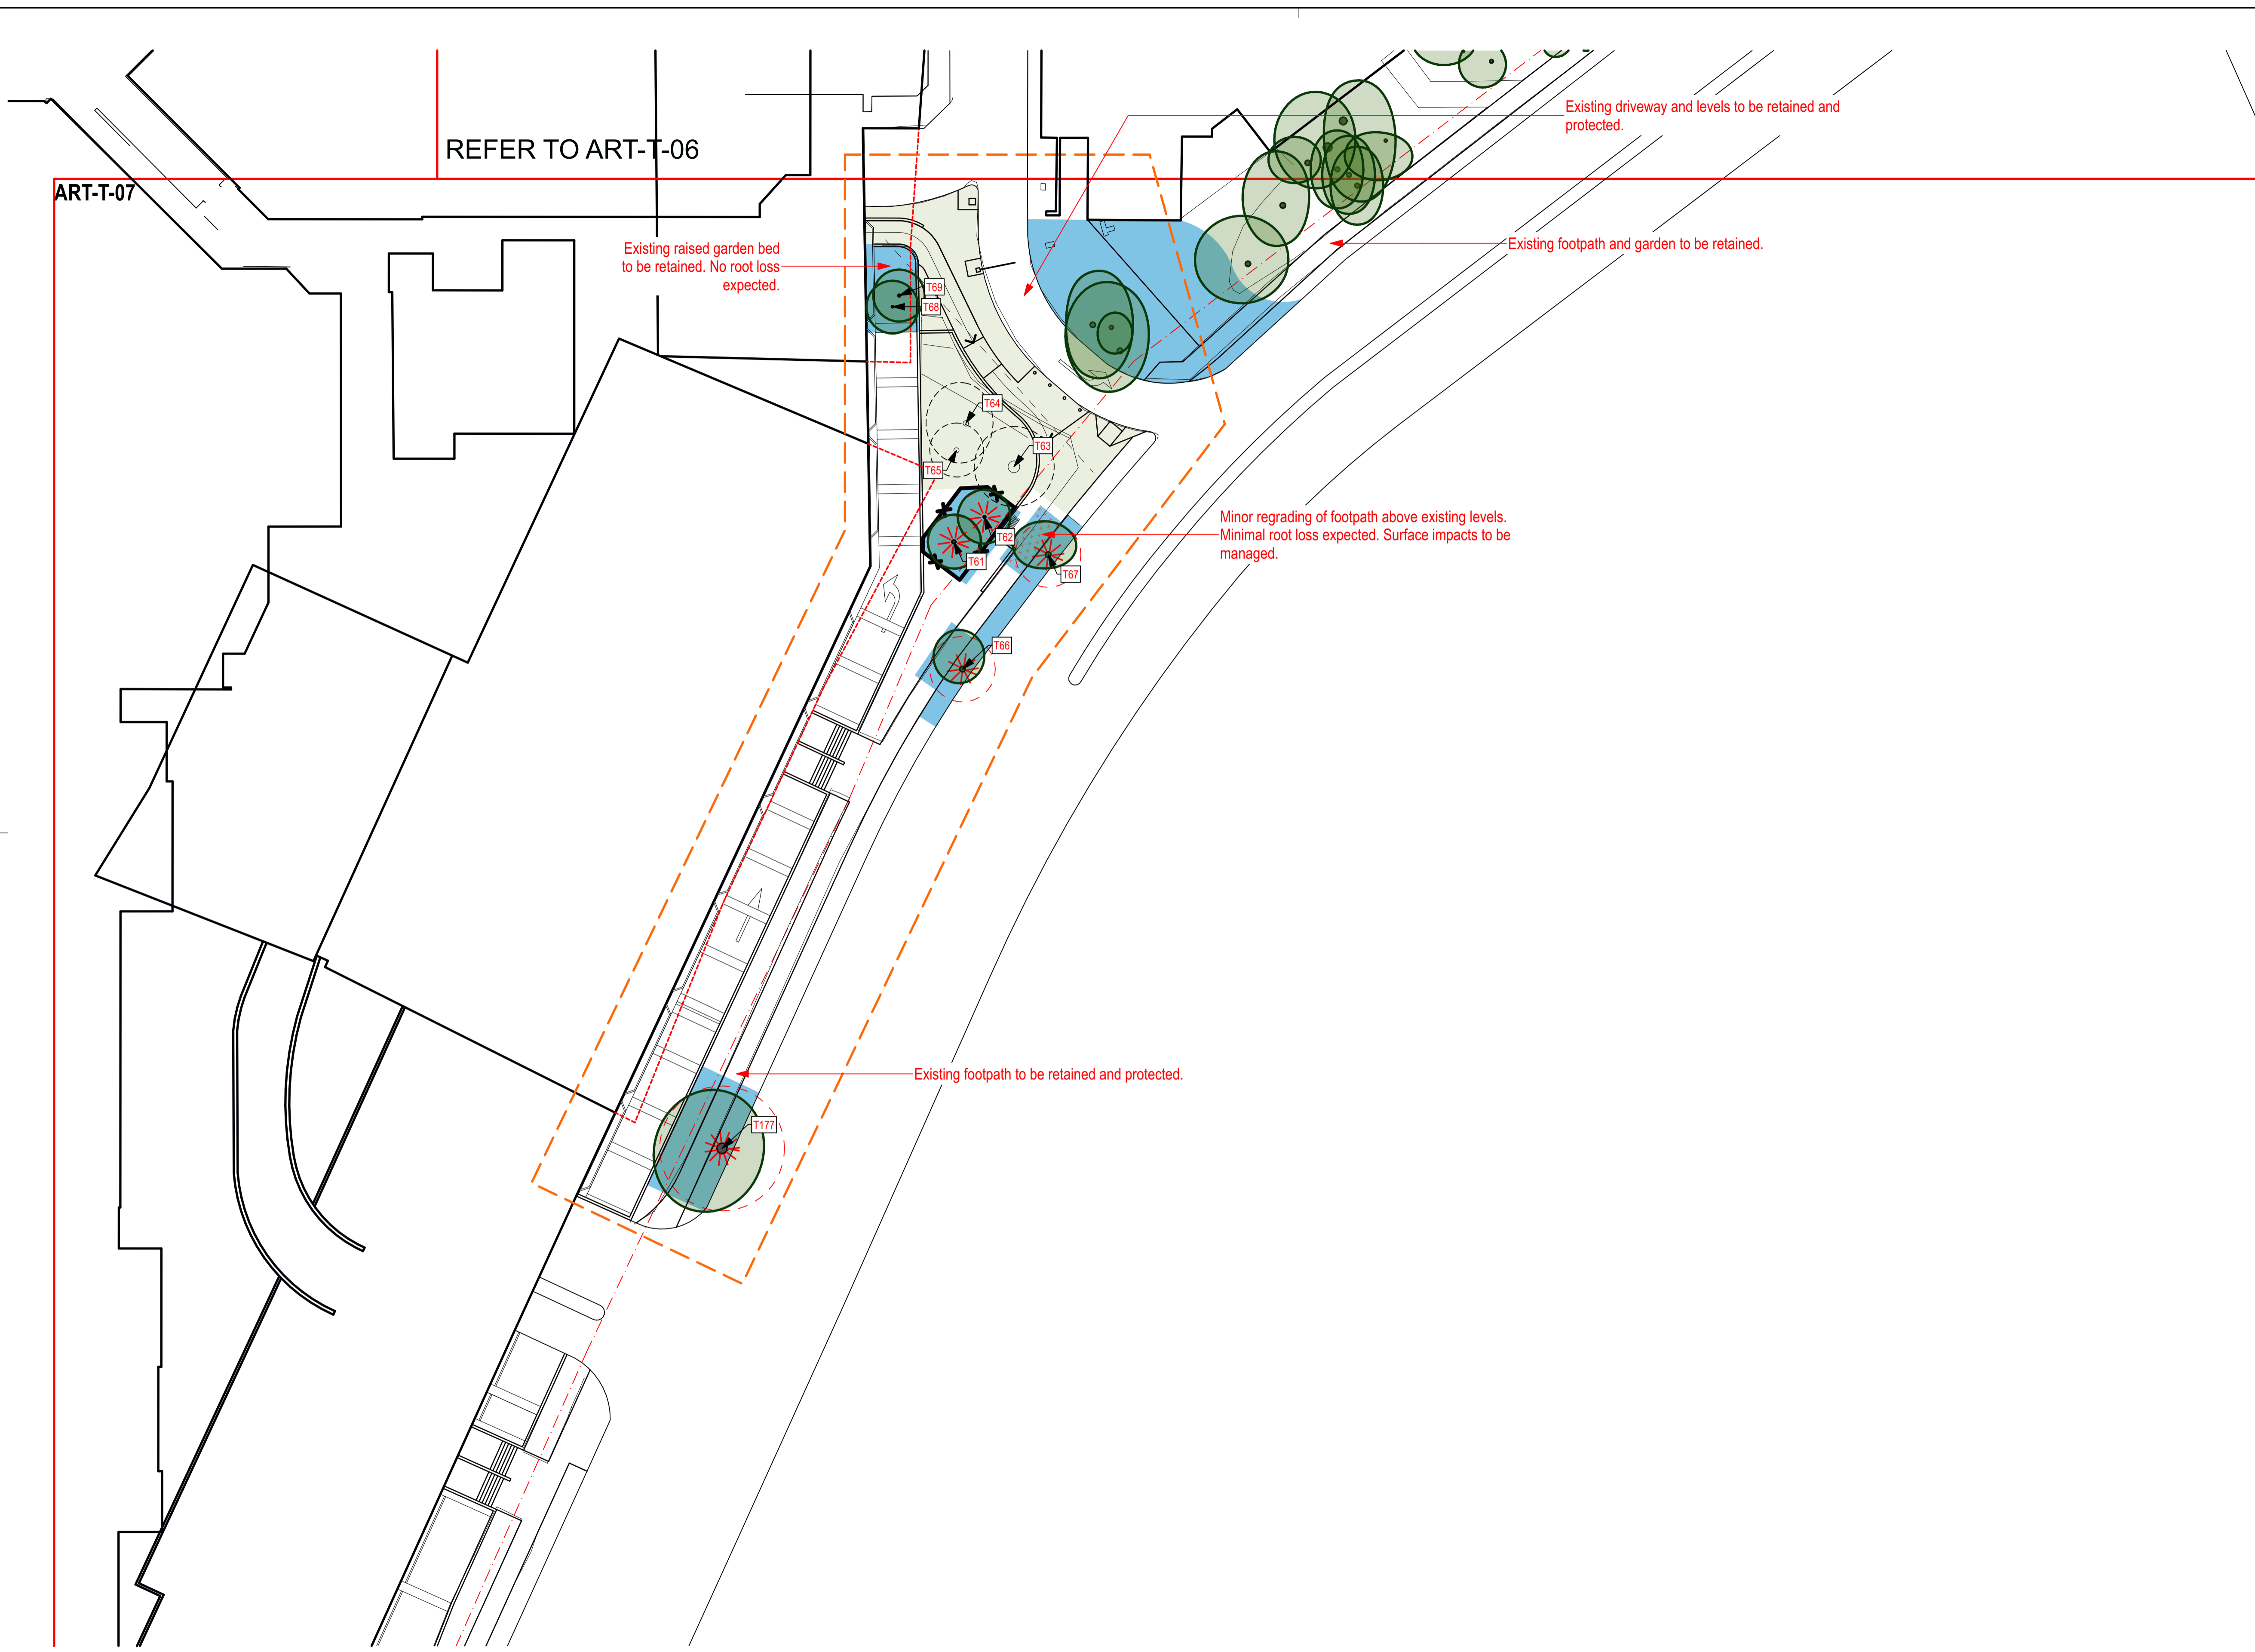 REFER TO ART-T-06
ART-T-07
Existing driveway and levels to be retained and
protected.
Existing footpath and garden to be retained.
Existing raised garden bed
to be retained. No root loss
expected.
T69
T68
T64
T63
T65
Minor regrading of footpath above existing levels.
Minimal root loss expected. Surface impacts to be
managed.
T62
T61
T67
T66
Existing footpath to be retained and protected.
T177